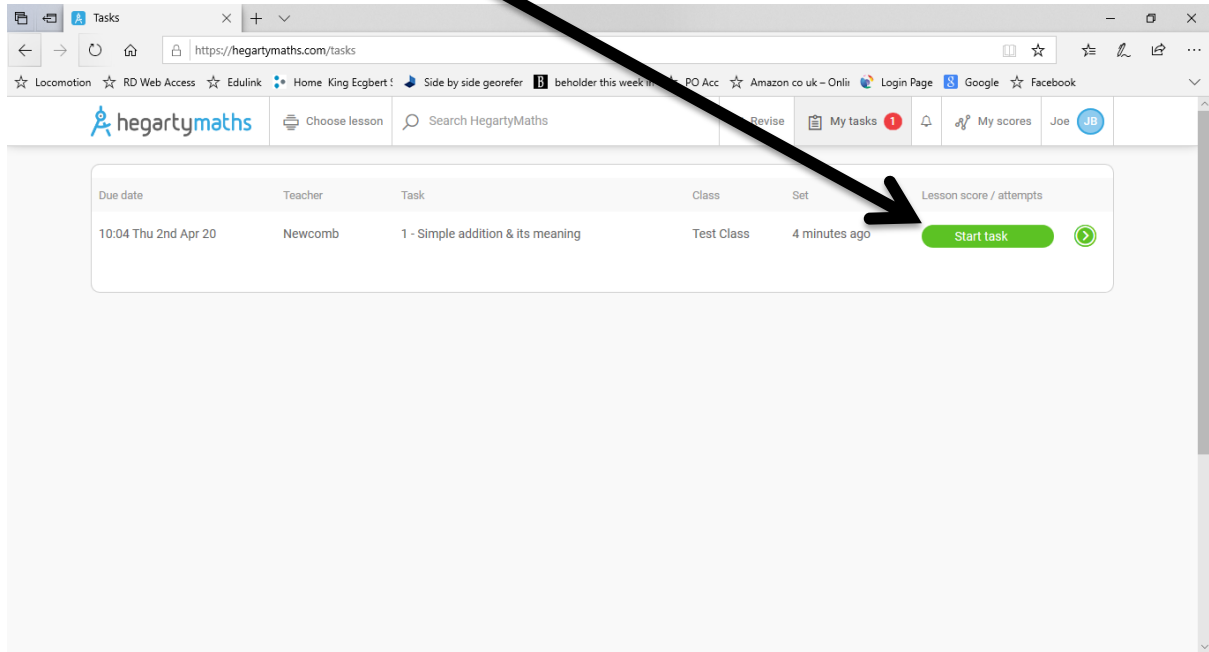 Tasks
https://hegartymaths.com/tasks
Locomotion RD Web Access Edulink Home King Ecgbert Side by side georefer B beholder this week in PO Acc Amazon co uk – Onlin Login Page 8 Google Facebook
hegartymaths Choose lesson Search HegartyMaths Revise My tasks 1 My scores Joe JB
Due date Teacher Task Class Set Lesson score / attempts
10:04 Thu 2nd Apr 20 Newcomb 1 - Simple addition & its meaning Test Class 4 minutes ago Start task